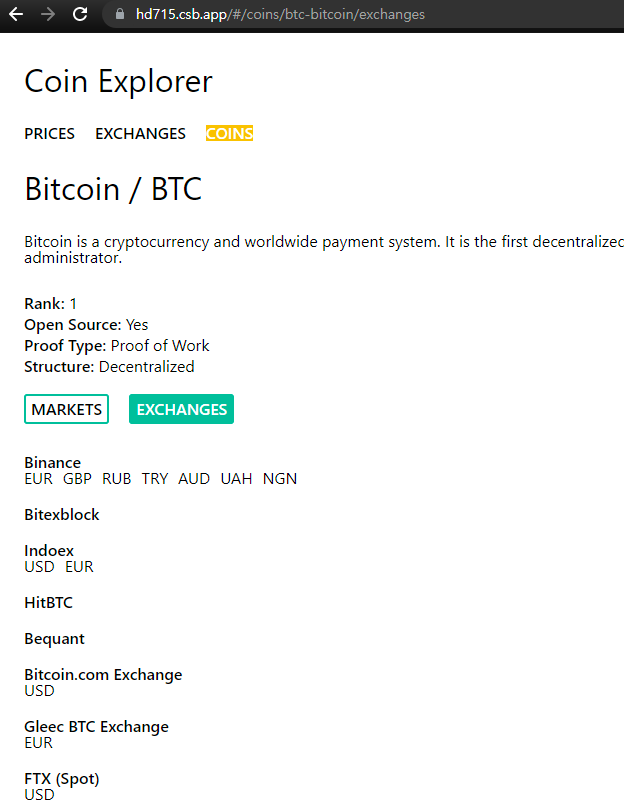 hd715.csb.app/#/coins/btc-bitcoin/exchanges
Coin Explorer
PRICES EXCHANGES COINS
Bitcoin / BTC
Bitcoin is a cryptocurrency and worldwide payment system. It is the first decentralized
administrator.
Rank: 1
Open Source: Yes
Proof Type: Proof of Work
Structure: Decentralized
MARKETS EXCHANGES
Binance
EUR GBP RUB TRY AUD UAH NGN
Bitexblock
Indoex
USD EUR
HitBTC
Bequant
Bitcoin.com Exchange
USD
Gleec BTC Exchange
EUR
FTX (Spot)
USD